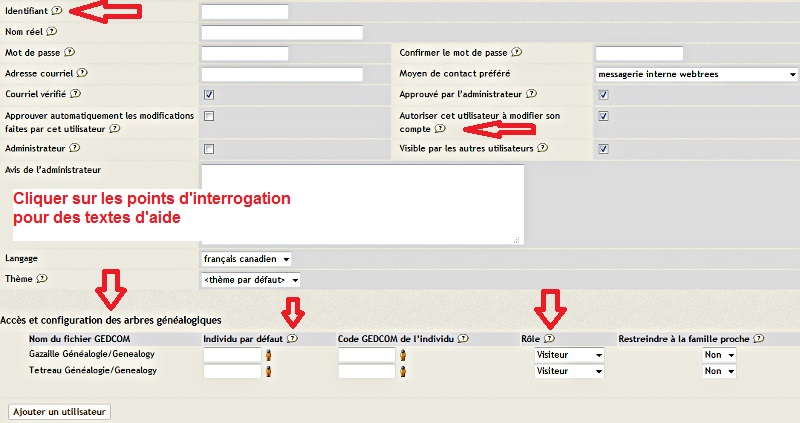 Identifiant ?
Nom réel ?
Mot de passe ? Confirmer le mot de passe ?
Adresse courriel ? Moyen de contact préféré messagerie interne webtrees
Courriel vérifié ? Approuvé par l'administrateur ?
Approuver automatiquement les modifications Autoriser cet utilisateur à modifier son
faites par cet utilisateur ? compte ?
Administrateur ? Visible par les autres utilisateurs ?
Avis de l'administrateur
Cliquer sur les points d'interrogation
pour des textes d'aide
Langage français canadien
Thème ? <thème par défaut>
Accès et configuration des arbres généalogiques
Nom du fichier GEDCOM Individu par défaut ? Code GEDCOM de l'individu ? Rôle ? Restreindre à la famille proche ?
Gazaille Généalogie/Genealogy Visiteur Non
Tetreau Généalogie/Genealogy Visiteur Non
Ajouter un utilisateur